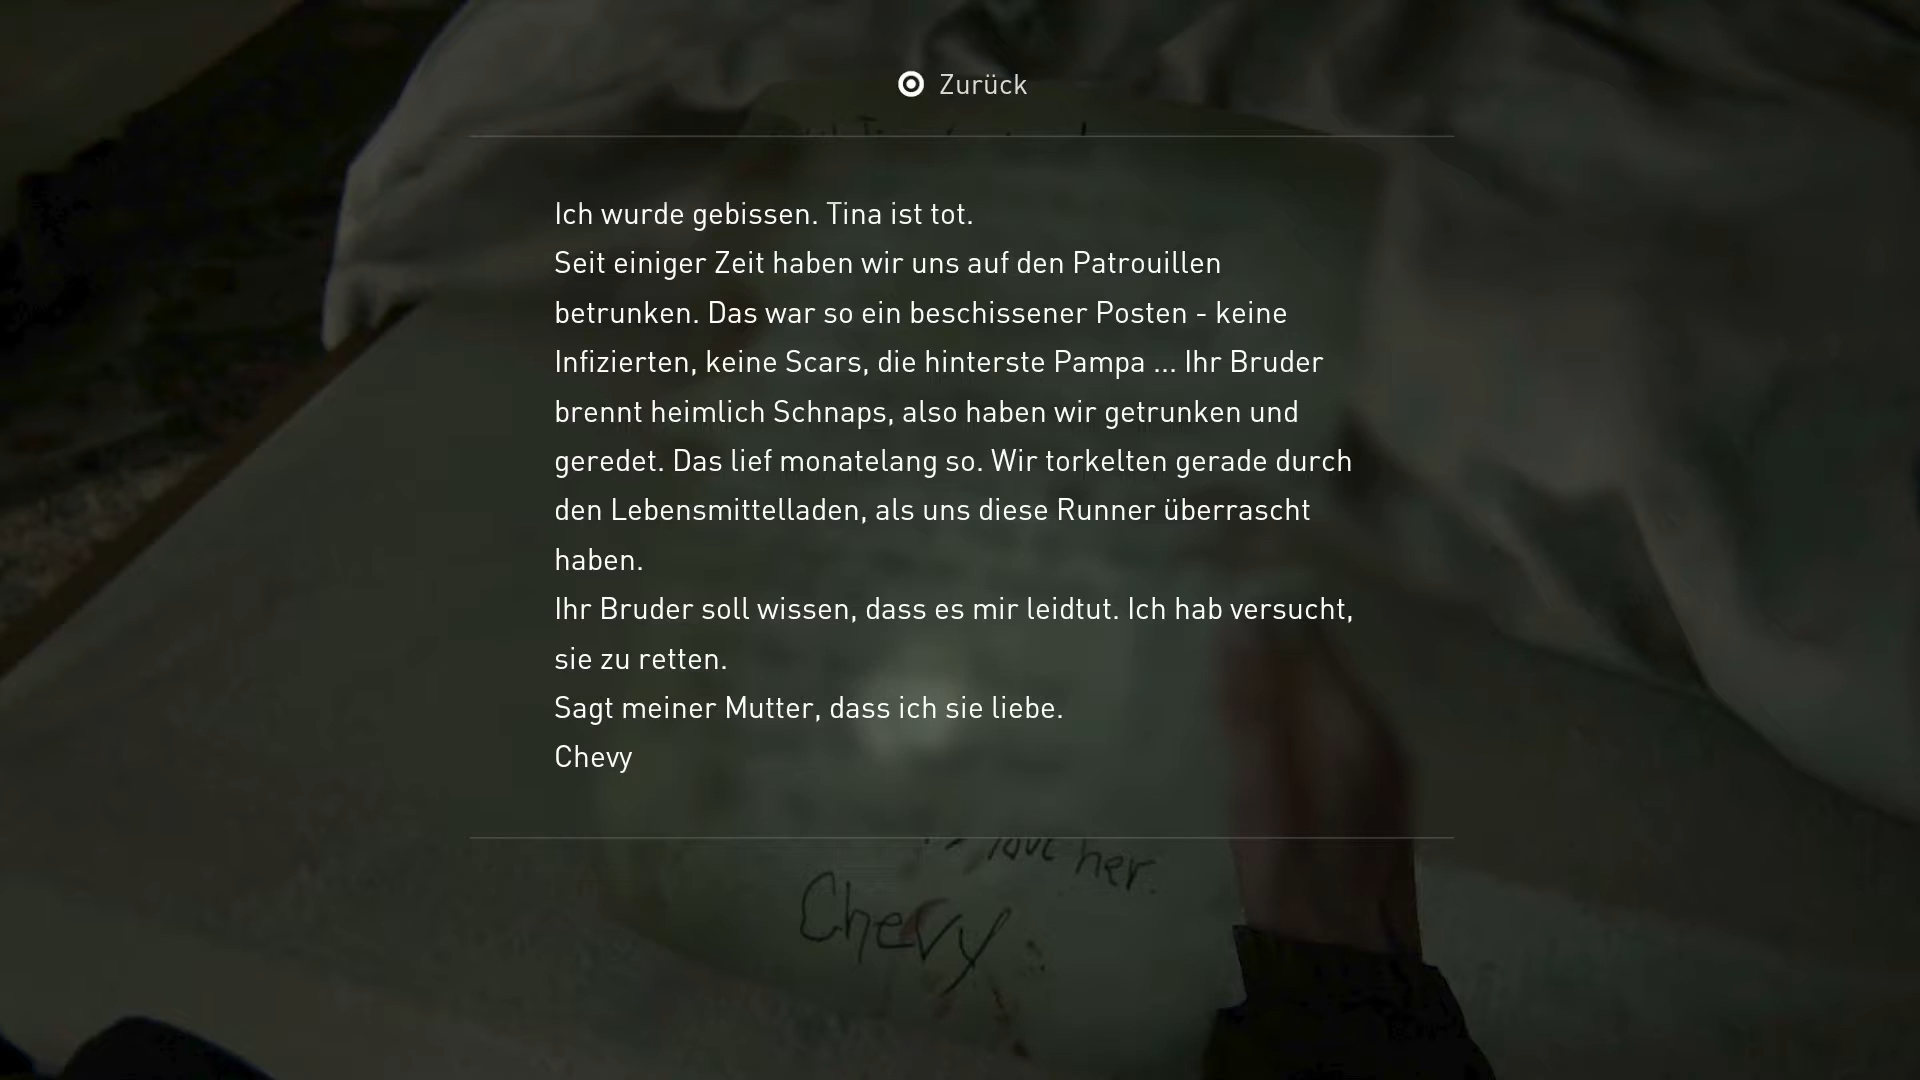 Zurück
Ich wurde gebissen. Tina ist tot.
Seit einiger Zeit haben wir uns auf den Patrouillen
betrunken. Das war so ein beschissener Posten - keine
Infizierten, keine Scars, die hinterste Pampa ... Ihr Bruder
brennt heimlich Schnaps, also haben wir getrunken und
geredet. Das lief monatelang so. Wir torkelten gerade durch
den Lebensmittelladen, als uns diese Runner überrascht
haben.
Ihr Bruder soll wissen, dass es mir leidtut. Ich hab versucht,
sie zu retten.
Sagt meiner Mutter, dass ich sie liebe.
Chevy
love her.
Chevy